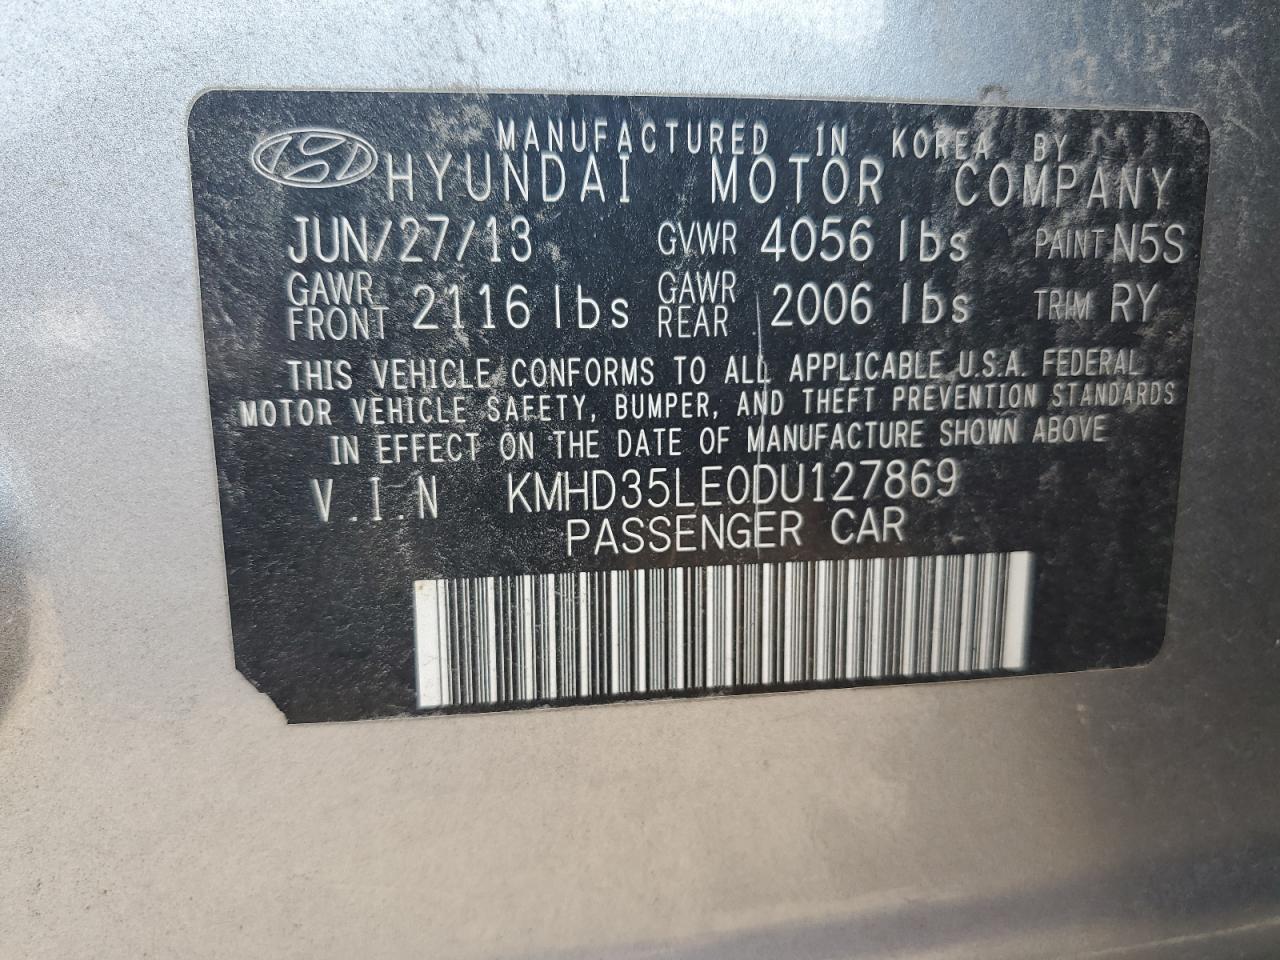 MANUFACTURED IN KOREA BY
HYUNDAI MOTOR COMPANY
JUN/27/13 GVWR 4056 lbs PAINT N5S
GAWR FRONT 2116 lbs GAWR REAR 2006 lbs TRIM RY
THIS VEHICLE CONFORMS TO ALL APPLICABLE U.S.A. FEDERAL
MOTOR VEHICLE SAFETY, BUMPER, AND THEFT PREVENTION STANDARDS
IN EFFECT ON THE DATE OF MANUFACTURE SHOWN ABOVE
V.I.N KMHD35LE0DU127869
PASSENGER CAR